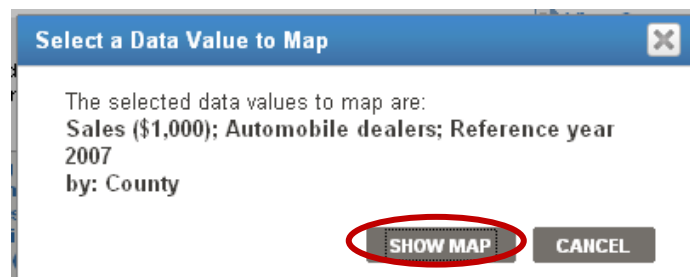 Select a Data Value to Map
The selected data values to map are:
Sales ($1,000); Automobile dealers; Reference year
2007
by: County
SHOW MAP CANCEL